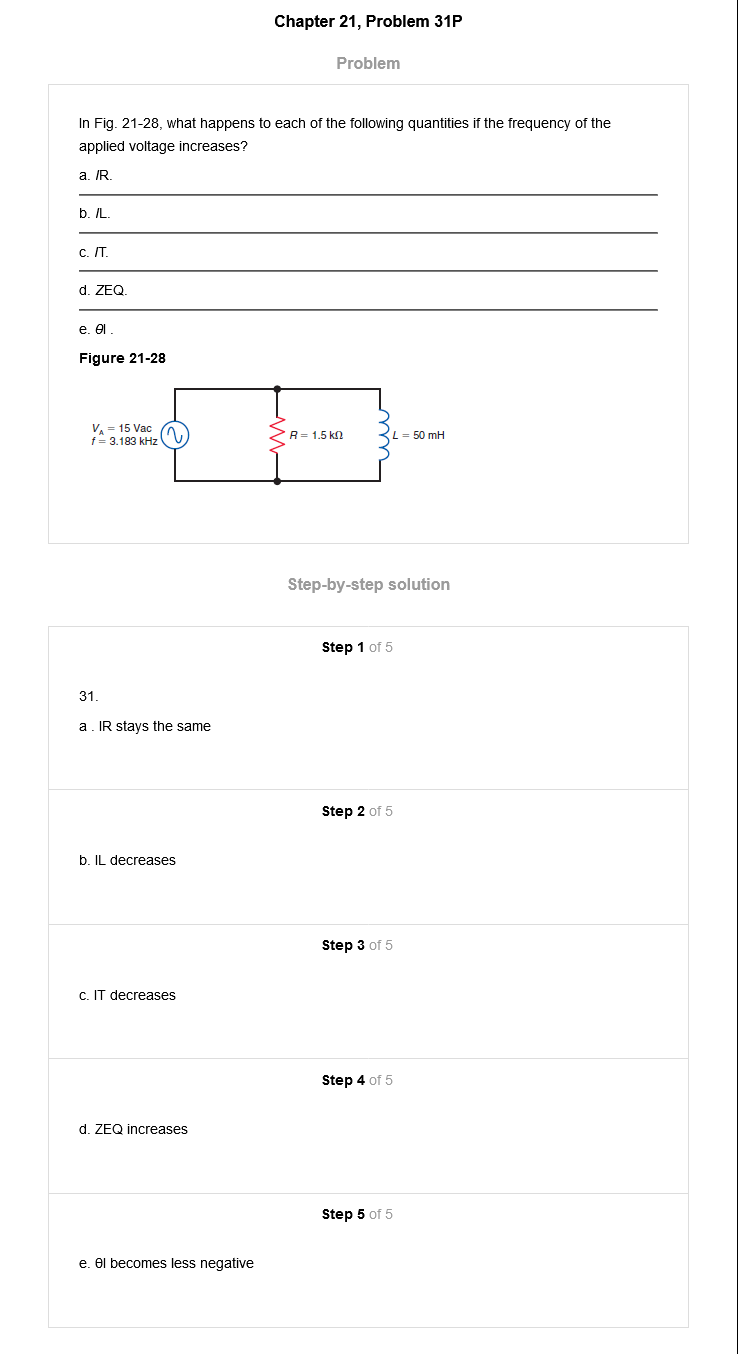 Chapter 21, Problem 31P
Problem
In Fig. 21-28, what happens to each of the following quantities if the frequency of the
applied voltage increases?
a. IR.
b. IL.
c. IT.
d. ZEQ.
e. θI .
Figure 21-28
VA = 15 Vac
f = 3.183 kHz
R = 1.5 kΩ
L = 50 mH
Step-by-step solution
Step 1 of 5
31.
a . IR stays the same
Step 2 of 5
b. IL decreases
Step 3 of 5
c. IT decreases
Step 4 of 5
d. ZEQ increases
Step 5 of 5
e. θI becomes less negative